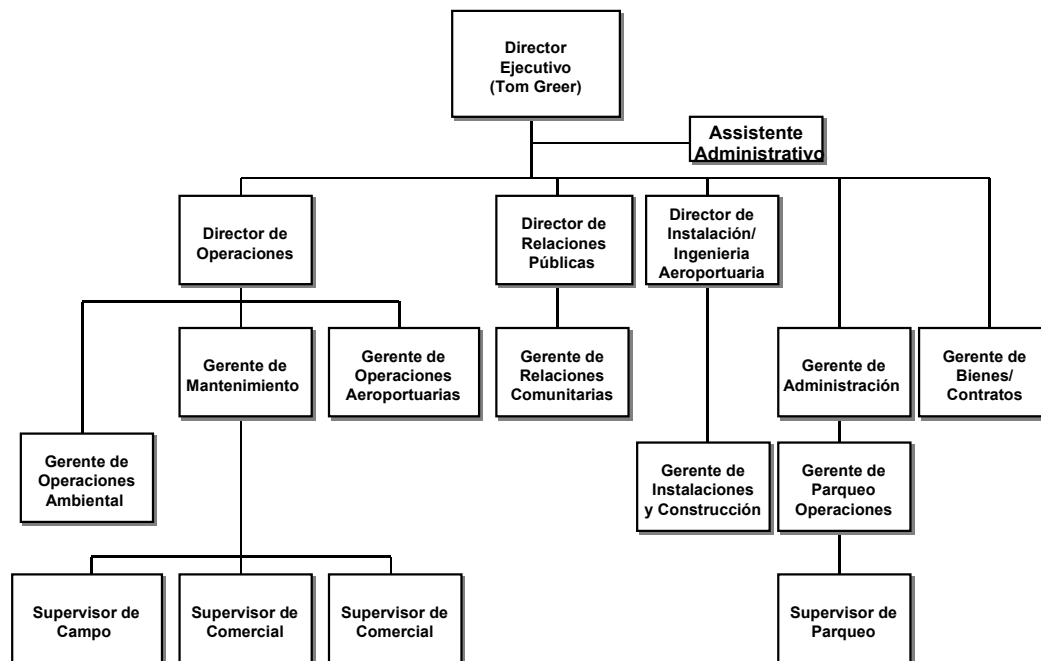 Director
Ejecutivo
(Tom Greer)
Assistente
Administrativo
Director de
Operaciones
Director de
Relaciones
Públicas
Director de
Instalación/
Ingenieria
Aeroportuaria
Gerente de
Mantenimiento
Gerente de
Operaciones
Aeroportuarias
Gerente de
Relaciones
Comunitarias
Gerente de
Administración
Gerente de
Bienes/
Contratos
Gerente de
Operaciones
Ambiental
Gerente de
Instalaciones
y Construcción
Gerente de
Parqueo
Operaciones
Supervisor de
Campo
Supervisor de
Comercial
Supervisor de
Comercial
Supervisor de
Parqueo